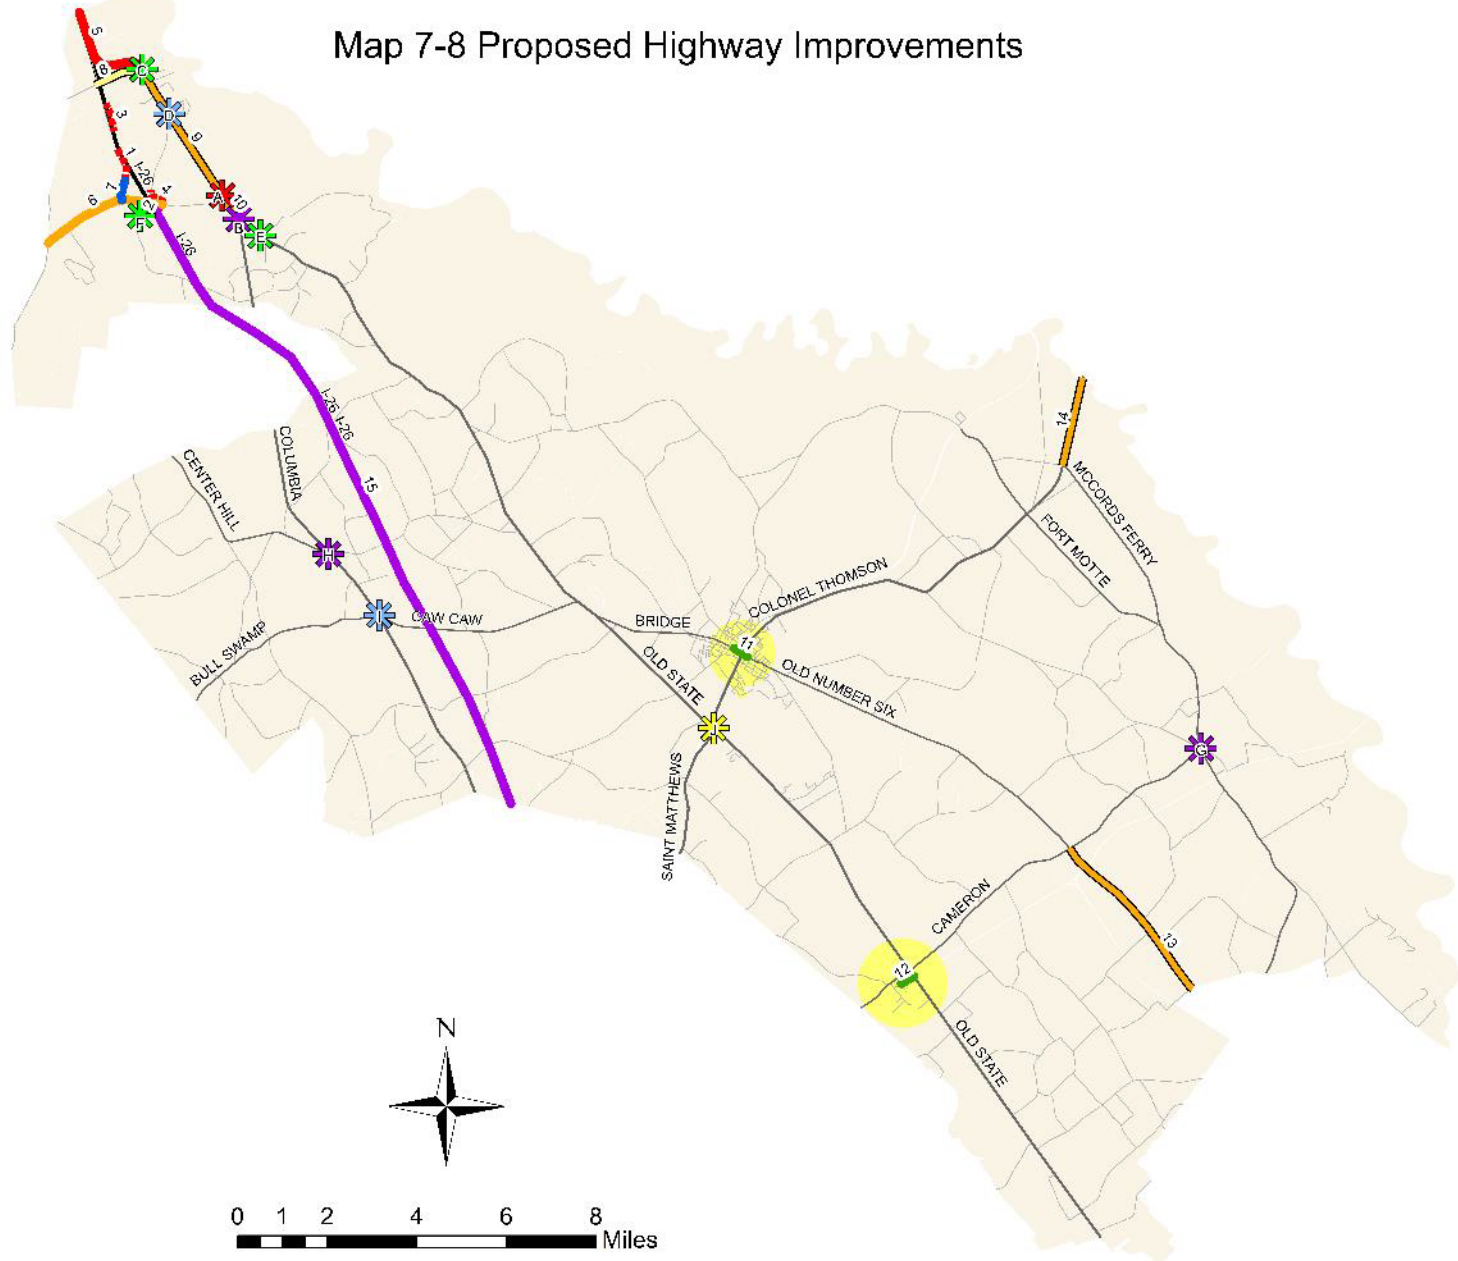 Map 7-8 Proposed Highway Improvements
5
8
C
3
D
9
1
I-26
7
4
6
2
F
A
10
B
E
I-26
I-26 I-26
14
15
CENTER HILL
COLUMBIA
MCCORDS FERRY
FORT MOTTE
H
COLONEL THOMSON
I
CAW CAW
BRIDGE
BULL SWAMP
11
OLD STATE
OLD NUMBER SIX
J
G
SAINT MATTHEWS
CAMERON
13
12
OLD STATE
N
0 1 2 4 6 8
Miles